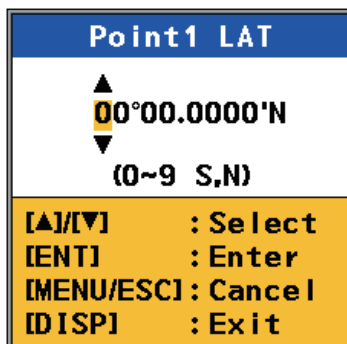 Point1 LAT
▲
00°00.0000'N
▼
(0~9 S,N)
[▲]/[▼] :Select
[ENT] :Enter
[MENU/ESC]:Cancel
[DISP] :Exit